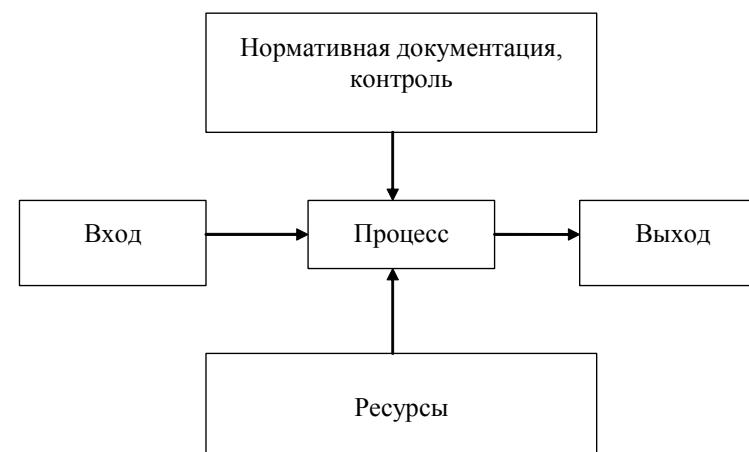 Нормативная документация,
контроль
Вход
Процесс
Выход
Ресурсы